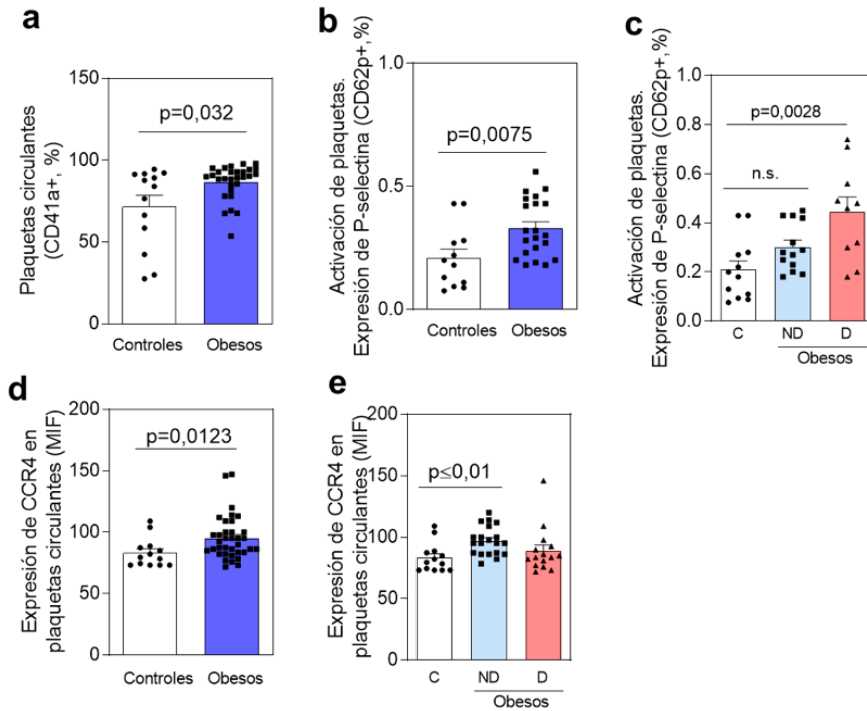 a
Plaquetas circulantes
(CD41a+, %)
150
100
50
0
p=0,032
Controles Obesos
b
Activación de plaquetas.
Expresión de P-selectina (CD62p+,%)
1.0
0.5
0.0
p=0,0075
Controles Obesos
c
Activación de plaquetas.
Expresión de P-selectina (CD62p+,%)
1.0
0.8
0.6
0.4
0.2
0.0
p=0,0028
n.s.
C ND D
Obesos
d
Expresión de CCR4 en
plaquetas circulantes (MIF)
200
150
100
50
0
p=0,0123
Controles Obesos
e
Expresión de CCR4 en
plaquetas circulantes (MIF)
200
150
100
50
0
p≤0,01
C ND D
Obesos